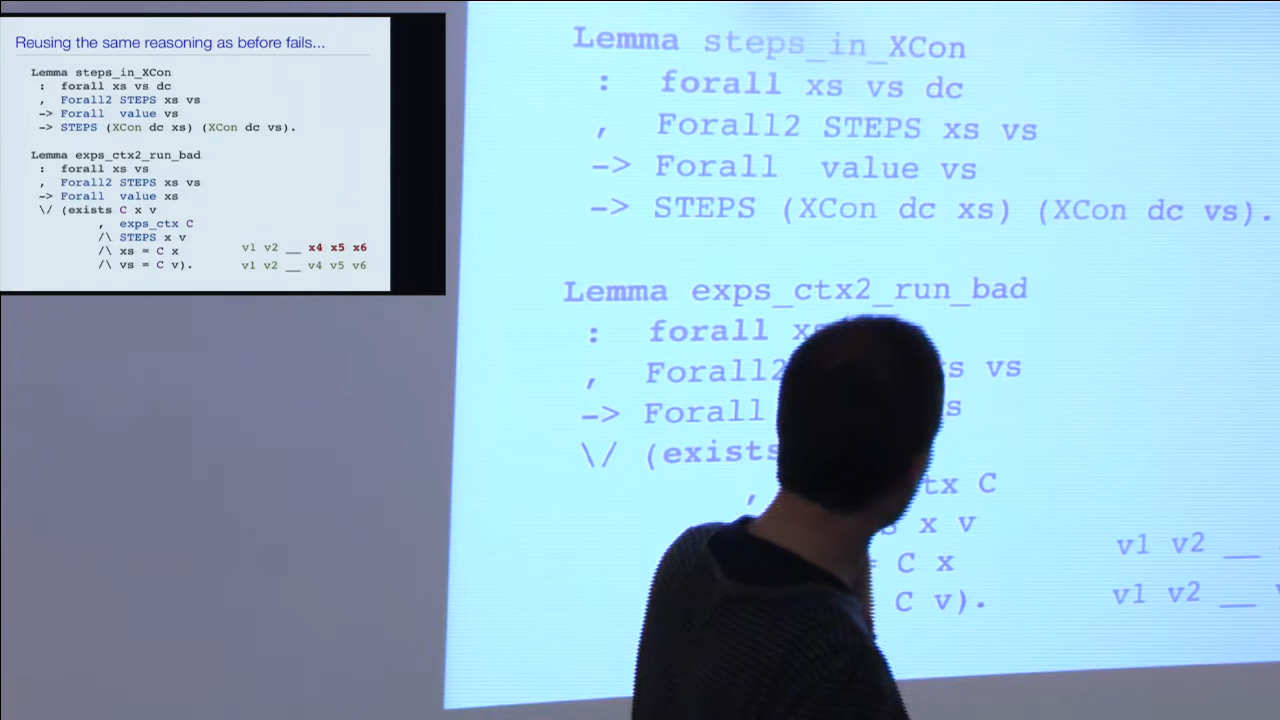 Reusing the same reasoning as before fails...
Lemma steps_in_XCon
: forall xs vs dc
, Forall2 STEPS xs vs
-> Forall value vs
-> STEPS (XCon dc xs) (XCon dc vs).
Lemma exps_ctx2_run_bad
: forall xs vs
, Forall2 STEPS xs vs
-> Forall value xs
\/ (exists C x v
, exps_ctx C
/\ STEPS x v
/\ xs = C x
/\ vs = C v).
v1 v2 __ x4 x5 x6
v1 v2 __ v4 v5 v6
Lemma steps_in_XCon
: forall xs vs dc
, Forall2 STEPS xs vs
-> Forall value vs
-> STEPS (XCon dc xs) (XCon dc vs).
Lemma exps_ctx2_run_bad
: forall
, Forall2 vs
-> Forall
\/ (exists
, C
x v
C x
C v).
v1 v2 __
v1 v2 __